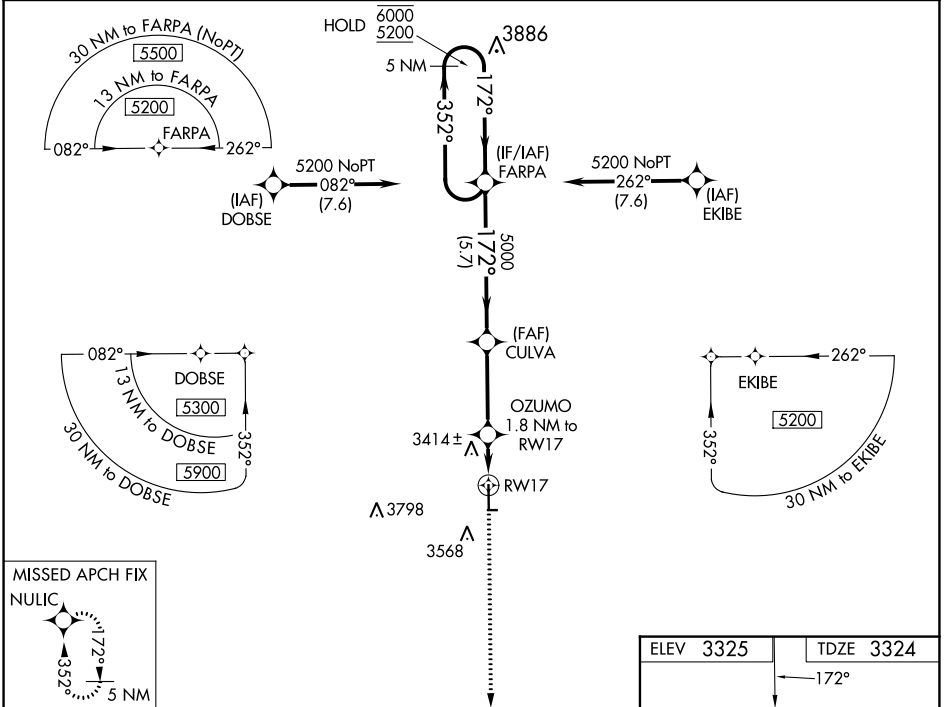 30 NM to FARPA (NoPT)
5500
13 NM to FARPA
5200
FARPA
082°
262°
HOLD
6000
5200
5 NM
3886
352°
172°
(IF/IAF)
FARPA
5200 NoPT
082°
(7.6)
(IAF)
DOBSE
5200 NoPT
262°
(7.6)
(IAF)
EKIBE
5000
172°
(5.7)
(FAF)
CULVA
082°
DOBSE
5300
13 NM to DOBSE
5900
30 NM to DOBSE
352°
262°
EKIBE
5200
352°
30 NM to EKIBE
OZUMO
1.8 NM to
RW17
3414±
RW17
3798
3568
MISSED APCH FIX
NULIC
172°
352°
5 NM
ELEV 3325
TDZE 3324
172°